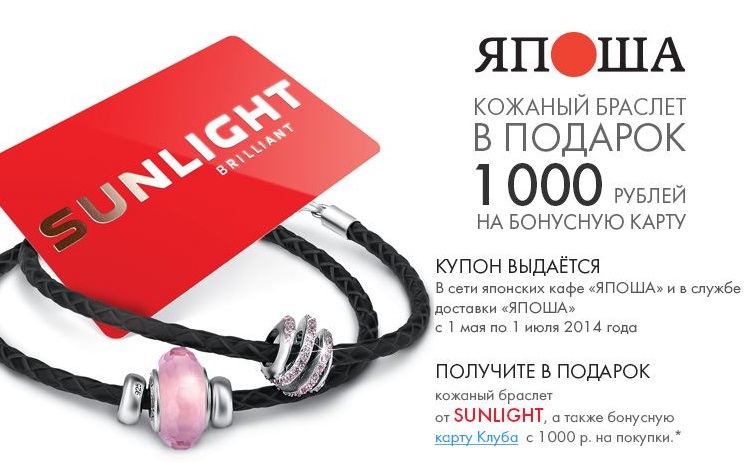 SUNLIGHT
BRILLIANT
ЯПОША
КОЖАНЫЙ БРАСЛЕТ
В ПОДАРОК
1000 РУБЛЕЙ
НА БОНУСНУЮ КАРТУ
КУПОН ВЫДАЁТСЯ
В сети японских кафе «ЯПОША» и в службе
доставки «ЯПОША»
с 1 мая по 1 июля 2014 года
ПОЛУЧИТЕ В ПОДАРОК
кожаный браслет
от SUNLIGHT, а также бонусную
карту Клуба с 1000 р. на покупки.*